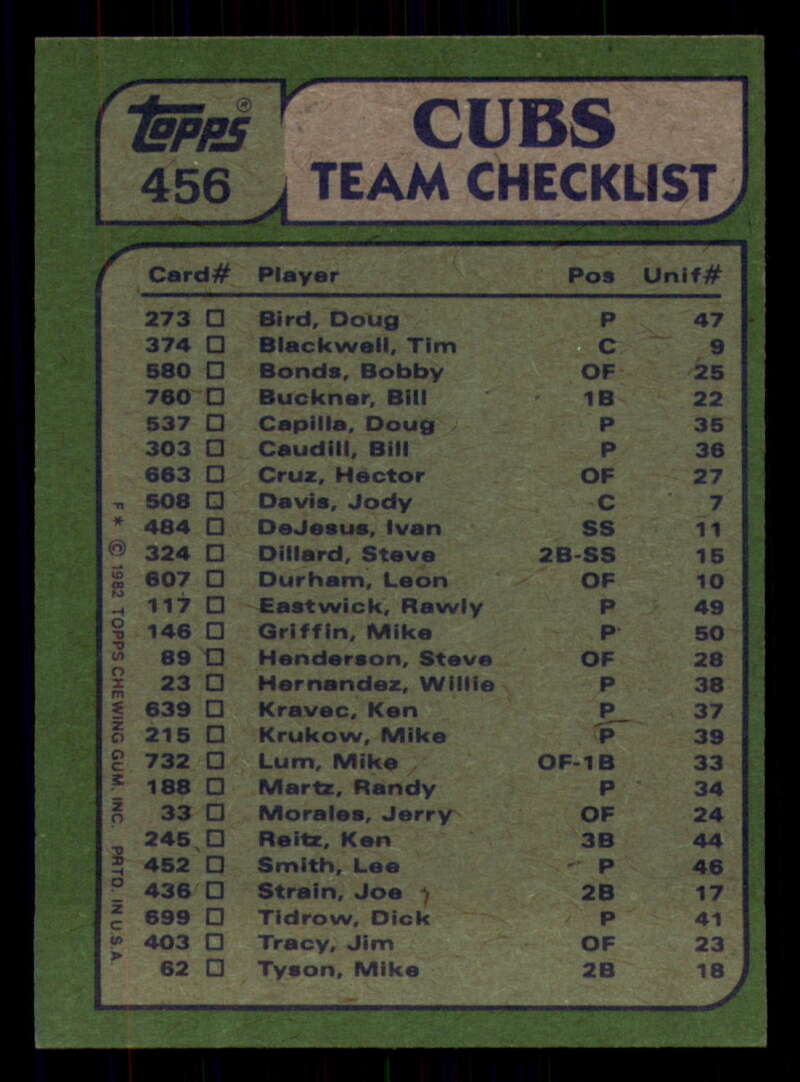 TOPPS®
456
CUBS
TEAM CHECKLIST
Card# Player Pos Unif#
273 Bird, Doug P 47
374 Blackwell, Tim C 9
580 Bonds, Bobby OF 25
760 Buckner, Bill 1B 22
537 Capilla, Doug P 35
303 Caudill, Bill P 36
663 Cruz, Hector OF 27
508 Davis, Jody C 7
484 DeJesus, Ivan SS 11
324 Dillard, Steve 2B-SS 15
607 Durham, Leon OF 10
117 Eastwick, Rawly P 49
146 Griffin, Mike P 50
89 Henderson, Steve OF 28
23 Hernandez, Willie P 38
639 Kravec, Ken P 37
215 Krukow, Mike P 39
732 Lum, Mike OF-1B 33
188 Martz, Randy P 34
33 Morales, Jerry OF 24
245 Reitz, Ken 3B 44
452 Smith, Lee P 46
436 Strain, Joe 2B 17
699 Tidrow, Dick P 41
403 Tracy, Jim OF 23
62 Tyson, Mike 2B 18
F* © 1982 TOPPS CHEWING GUM, INC. PRTD. IN U.S.A.